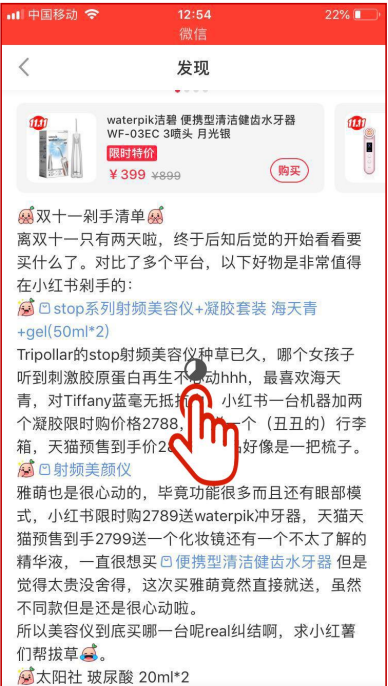 中国移动 12:54 22%
微信
发现
11.11
waterpik洁碧 便携型清洁健齿水牙器
WF-03EC 3喷头 月光银
限时特价
¥399 ¥899
购买
11.11
双十一剁手清单
离双十一只有两天啦，终于后知后觉的开始看看要
买什么了。对比了多个平台，以下好物是非常值得
在小红书剁手的：
stop系列射频美容仪+凝胶套装 海天青
+gel(50ml*2)
Tripollar的stop射频美容仪种草已久，哪个女孩子
听到刺激胶原蛋白再生不动hhh，最喜欢海天
青，对Tiffany蓝毫无抵 小红书一台机器加两
个凝胶限时购价格2788， 个（丑丑的）行李
箱，天猫预售到手价2 好像是一把梳子。
射频美颜仪
雅萌也是很心动的，毕竟功能很多而且还有眼部模
式，小红书限时购2789送waterpik冲牙器，天猫天
猫预售到手2799送一个化妆镜还有一个不太了解的
精华液，一直很想买 便携型清洁健齿水牙器 但是
觉得太贵没舍得，这次买雅萌竟然直接就送，虽然
不同款但是还是很心动啦。
所以美容仪到底买哪一台呢real纠结啊，求小红薯
们帮拔草。
太阳社 玻尿酸 20ml*2